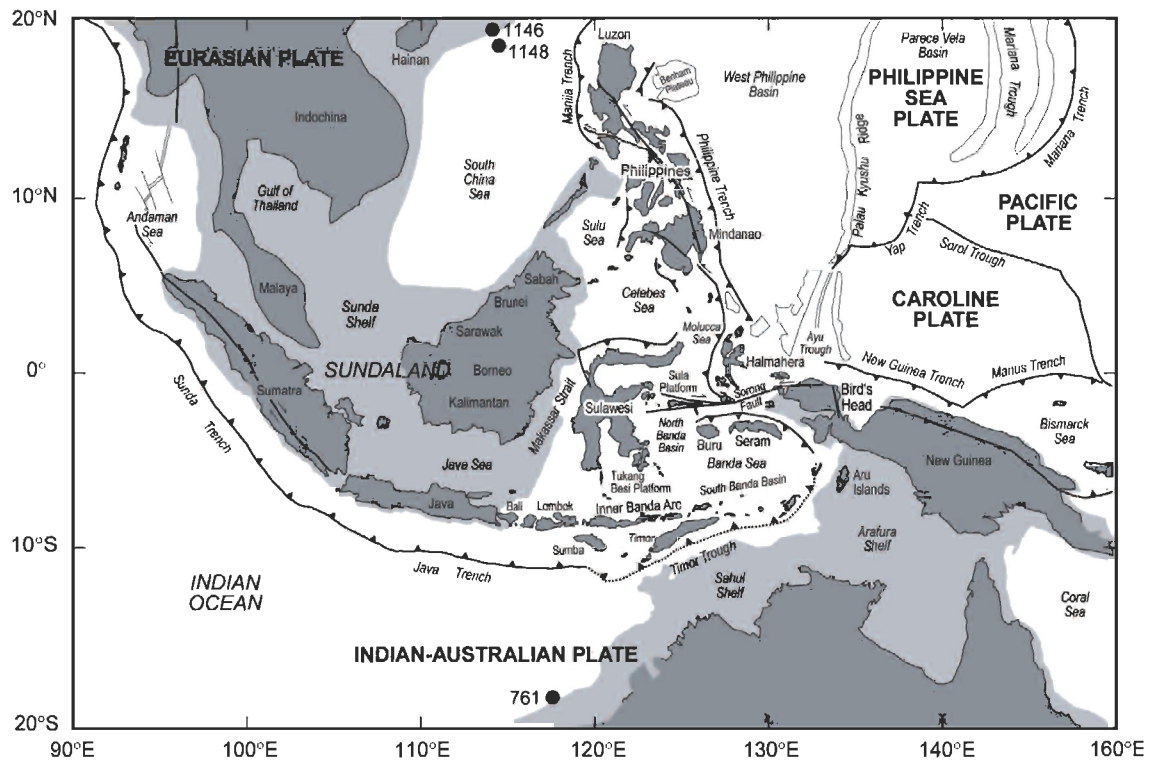 20°N
10°N
0°
10°S
20°S
90°E
100°E
110°E
120°E
130°E
140°E
150°E
160°E
EURASIAN PLATE
Hainan
1146
1148
Luzon
Manila Trench
Benham
Plateau
West Philippine
Basin
Parece Vela
Basin
Mariana Trough
PHILIPPINE
SEA
PLATE
Mariana Trench
Indochina
South
China
Sea
Philippines
Philippine Trench
Palau Kyushu Ridge
PACIFIC
PLATE
Gulf of
Thailand
Andaman
Sea
Sulu
Sea
Mindanao
Yap Trench
Sorol Trough
Malaya
Sunda
Shelf
Sabah
Brunei
Sarawak
Celebes
Sea
Molucca
Sea
CAROLINE
PLATE
Ayu
Trough
SUNDALAND
Borneo
Kalimantan
Sumatra
Sunda
Trench
Makassar Strait
Sula
Platform
Halmahera
Sorong
Fault
New Guinea Trench
Manus Trench
Bird's
Head
Sulawesi
North
Banda
Basin
Buru
Seram
Banda Sea
Bismarck
Sea
New Guinea
Java Sea
Tukang
Besi Platform
South Banda Basin
Aru
Islands
Java
Bali
Lombok
Inner Banda Arc
Sumba
Timor
Timor Trough
Arafura
Shelf
Java Trench
Sahul
Shelf
INDIAN
OCEAN
Coral
Sea
INDIAN-AUSTRALIAN PLATE
761